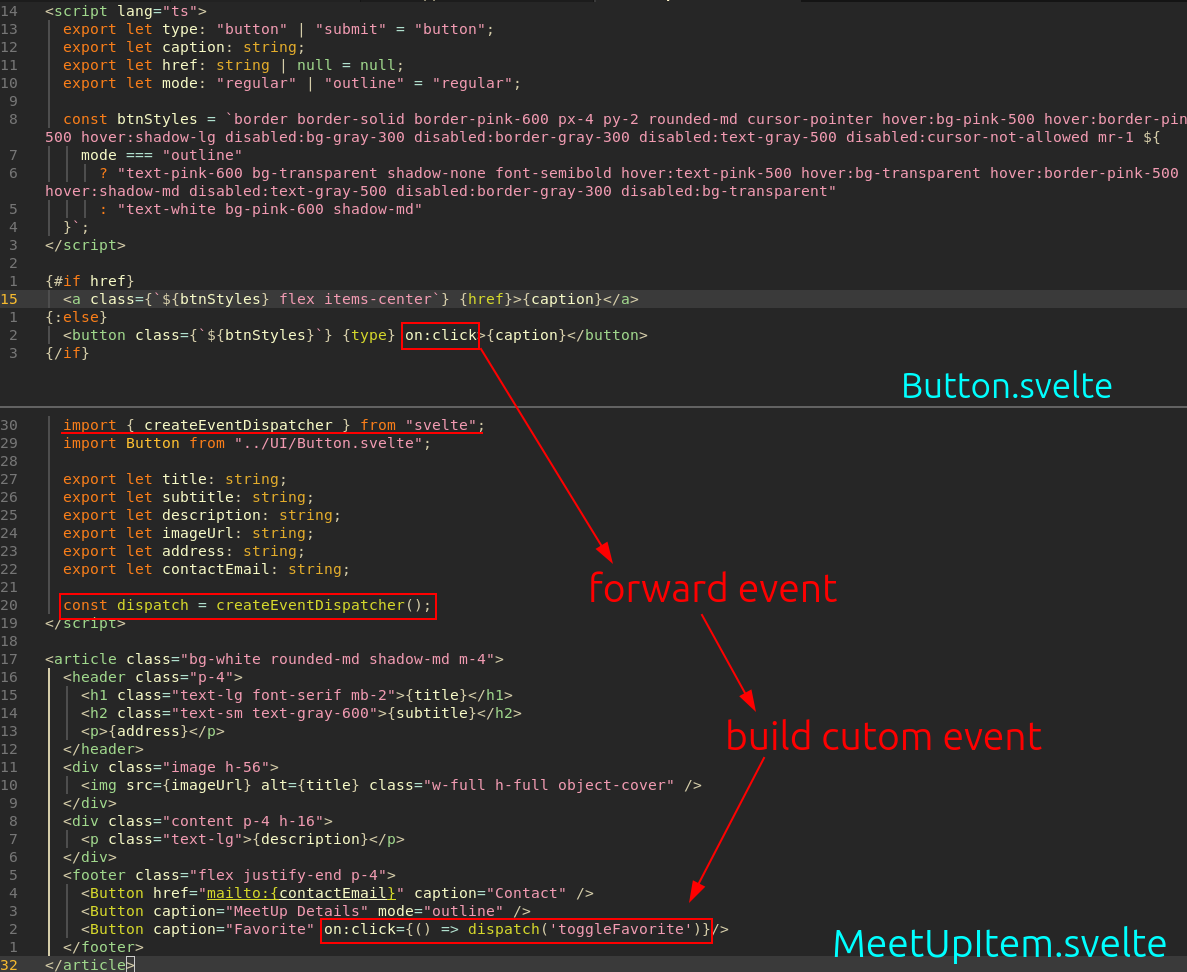 14 <script lang="ts">
13 export let type: "button" | "submit" = "button";
12 export let caption: string;
11 export let href: string | null = null;
10 export let mode: "regular" | "outline" = "regular";
9
8 const btnStyles = `border border-solid border-pink-600 px-4 py-2 rounded-md cursor-pointer hover:bg-pink-500 hover:border-pin
500 hover:shadow-lg disabled:bg-gray-300 disabled:border-gray-300 disabled:text-gray-500 disabled:cursor-not-allowed mr-1 ${
7 mode === "outline"
6 ? "text-pink-600 bg-transparent shadow-none font-semibold hover:text-pink-500 hover:bg-transparent hover:border-pink-500
hover:shadow-md disabled:text-gray-500 disabled:border-gray-300 disabled:bg-transparent"
5 : "text-white bg-pink-600 shadow-md"
4 }`;
3 </script>
2
1 {#if href}
15 <a class={`${btnStyles} flex items-center`} {href}>{caption}</a>
1 {:else}
2 <button class={`${btnStyles}`} {type} on:click>{caption}</button>
3 {/if}
Button.svelte
30 import { createEventDispatcher } from "svelte";
29 import Button from "../UI/Button.svelte";
28
27 export let title: string;
26 export let subtitle: string;
25 export let description: string;
24 export let imageUrl: string;
23 export let address: string;
22 export let contactEmail: string;
21
forward event
20 const dispatch = createEventDispatcher();
19 </script>
18
17 <article class="bg-white rounded-md shadow-md m-4">
16 <header class="p-4">
15 <h1 class="text-lg font-serif mb-2">{title}</h1>
14 <h2 class="text-sm text-gray-600">{subtitle}</h2>
13 <p>{address}</p>
build cutom event
12 </header>
11 <div class="image h-56">
10 <img src={imageUrl} alt={title} class="w-full h-full object-cover" />
9 </div>
8 <div class="content p-4 h-16">
7 <p class="text-lg">{description}</p>
6 </div>
5 <footer class="flex justify-end p-4">
4 <Button href="mailto:{contactEmail}" caption="Contact" />
3 <Button caption="MeetUp Details" mode="outline" />
2 <Button caption="Favorite" on:click={() => dispatch('toggleFavorite')}/>
1 </footer>
MeetUpItem.svelte
32 </article>